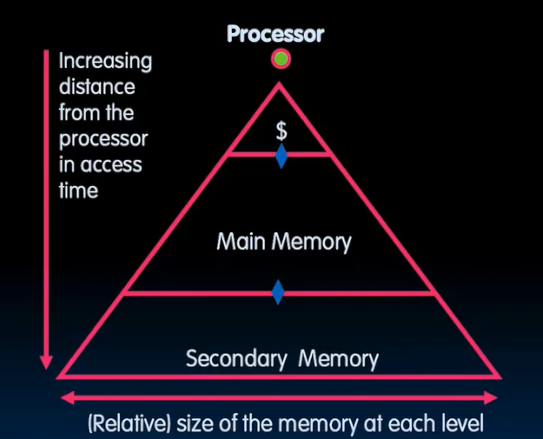 Processor
Increasing
distance
from the
processor
in access
time
$
Main Memory
Secondary Memory
(Relative) size of the memory at each level